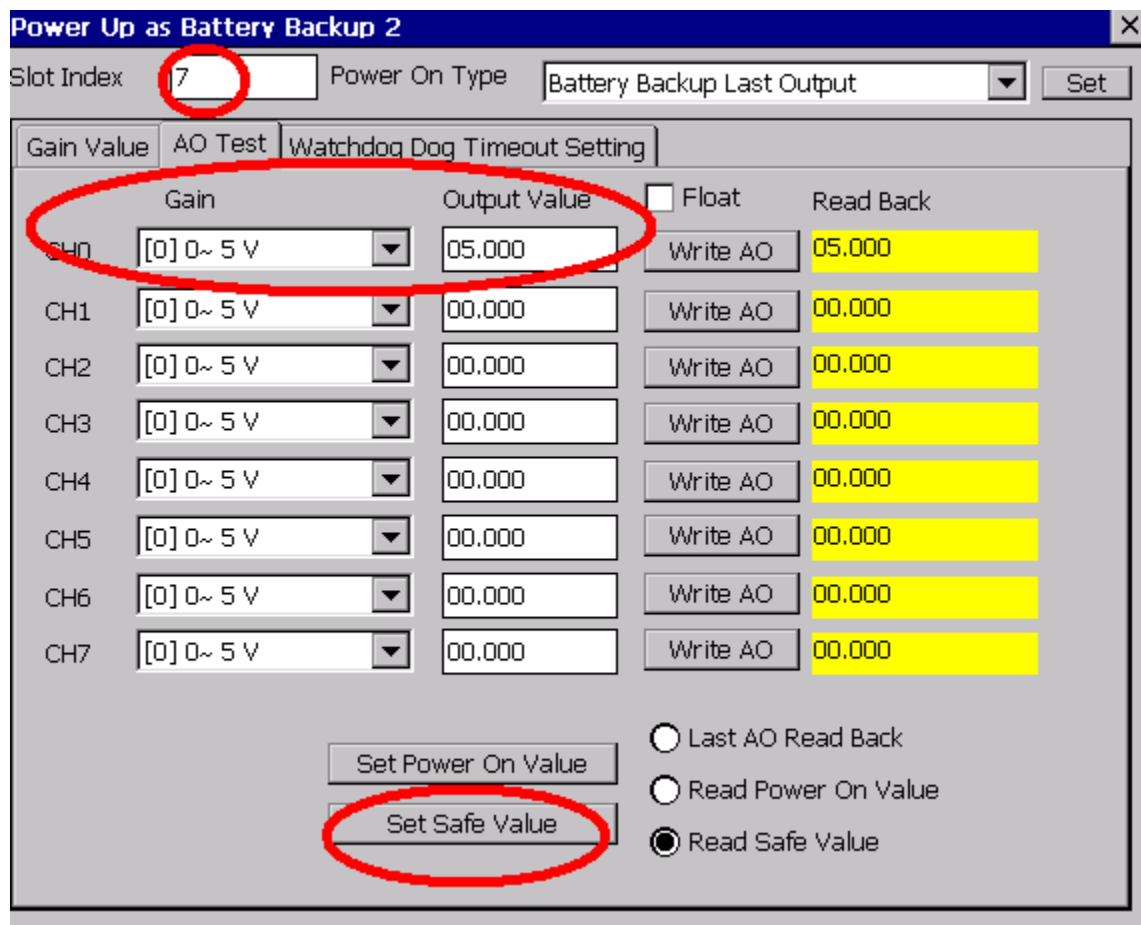 Power Up as Battery Backup 2
Slot Index 7 Power On Type Battery Backup Last Output Set
Gain Value AO Test Watchdog Dog Timeout Setting
Gain Output Value Float Read Back
CH0 [0] 0~ 5 V 05.000 Write AO 05.000
CH1 [0] 0~ 5 V 00.000 Write AO 00.000
CH2 [0] 0~ 5 V 00.000 Write AO 00.000
CH3 [0] 0~ 5 V 00.000 Write AO 00.000
CH4 [0] 0~ 5 V 00.000 Write AO 00.000
CH5 [0] 0~ 5 V 00.000 Write AO 00.000
CH6 [0] 0~ 5 V 00.000 Write AO 00.000
CH7 [0] 0~ 5 V 00.000 Write AO 00.000
Last AO Read Back
Set Power On Value
Read Power On Value
Set Safe Value
Read Safe Value